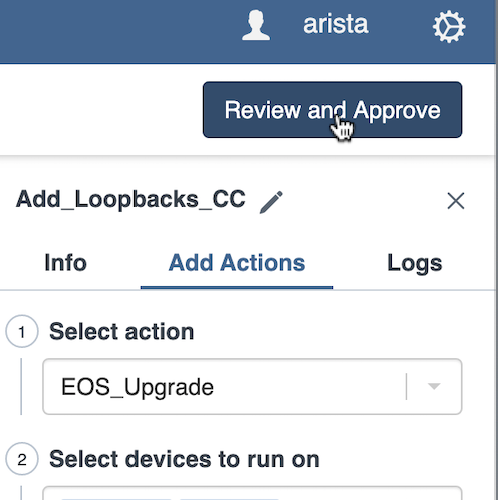 arista
Review and Approve
Add_Loopbacks_CC
Info Add Actions Logs
1 Select action
EOS_Upgrade
2 Select devices to run on